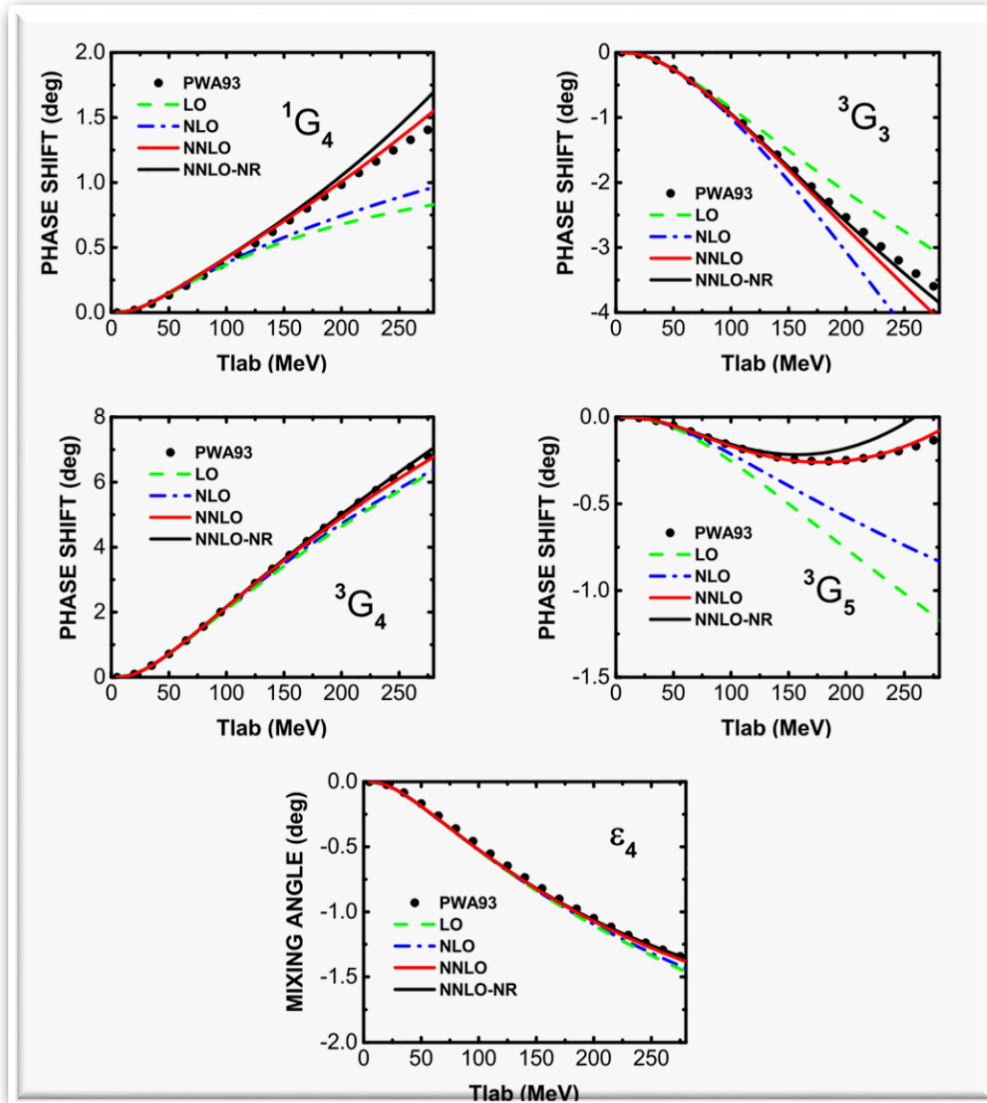 2.0
1.5
1.0
0.5
0.0
PHASE SHIFT (deg)
PWA93
LO
NLO
NNLO
NNLO-NR
¹G₄
0 50 100 150 200 250
Tlab (MeV)
0
-1
-2
-3
-4
PHASE SHIFT (deg)
³G₃
PWA93
LO
NLO
NNLO
NNLO-NR
0 50 100 150 200 250
Tlab (MeV)
8
6
4
2
0
PHASE SHIFT (deg)
PWA93
LO
NLO
NNLO
NNLO-NR
³G₄
0 50 100 150 200 250
Tlab (MeV)
0.0
-0.5
-1.0
-1.5
PHASE SHIFT (deg)
PWA93
LO
NLO
NNLO
NNLO-NR
³G₅
0 50 100 150 200 250
Tlab (MeV)
0.0
-0.5
-1.0
-1.5
-2.0
MIXING ANGLE (deg)
ε₄
PWA93
LO
NLO
NNLO
NNLO-NR
0 50 100 150 200 250
Tlab (MeV)